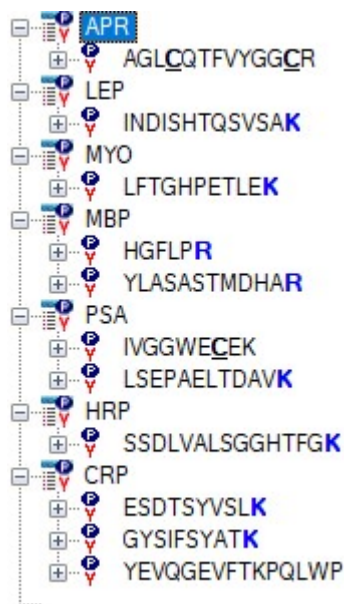 APR
AGLCQTFVYGGCR
LEP
INDISHTQSVSAK
MYO
LFTGHPETLEK
MBP
HGFLPR
YLASASTMDHAR
PSA
IVGGWECEK
LSEPAELTDAVK
HRP
SSDLVALSGGHTFGK
CRP
ESDTSYVSLK
GYSIFSYATK
YEVQGEVFTKPQLWP